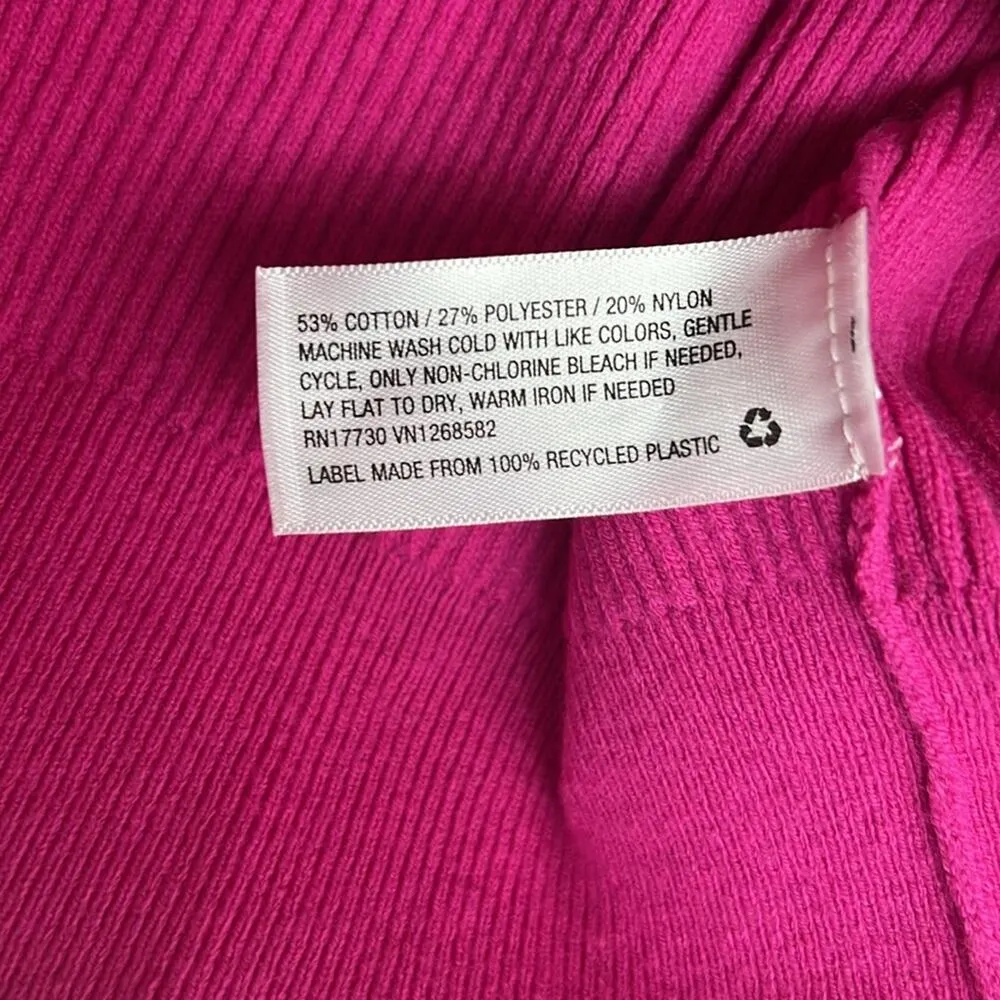 53% COTTON / 27% POLYESTER / 20% NYLON
MACHINE WASH COLD WITH LIKE COLORS, GENTLE
CYCLE, ONLY NON-CHLORINE BLEACH IF NEEDED,
LAY FLAT TO DRY, WARM IRON IF NEEDED
RN17730 VN1268582
LABEL MADE FROM 100% RECYCLED PLASTIC